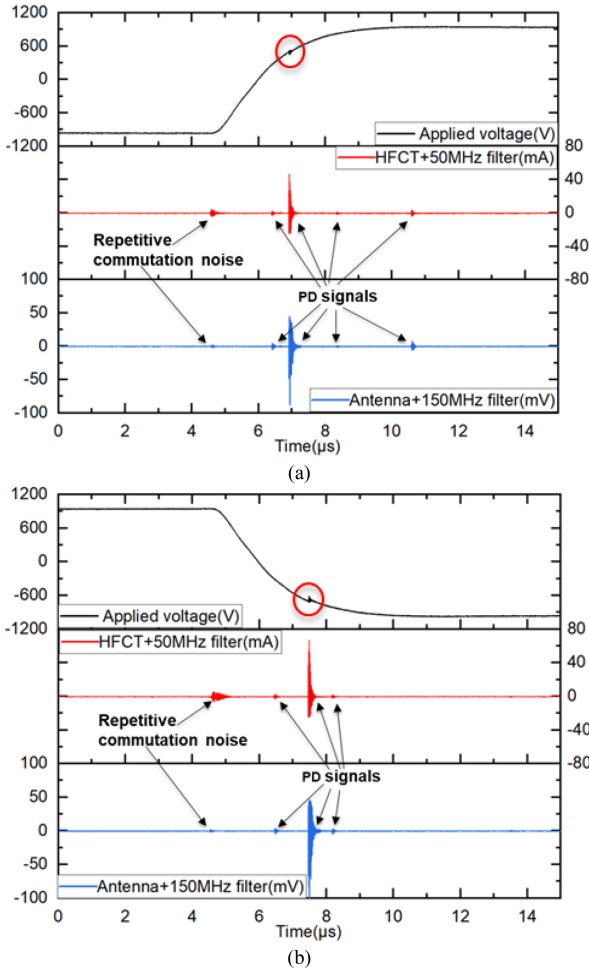 1200
600
0
-600
-1200
Applied voltage(V)
HFCT+50MHz filter(mA)
80
40
0
-40
-80
Repetitive
commutation noise
PD signals
100
50
0
-50
-100
Antenna+150MHz filter(mV)
0 2 4 6 8 10 12 14
Time(μs)
(a)
1200
600
0
-600
-1200
Applied voltage(V)
HFCT+50MHz filter(mA)
80
40
0
-40
-80
Repetitive
commutation noise
PD signals
100
50
0
-50
-100
Antenna+150MHz filter(mV)
0 2 4 6 8 10 12 14
Time(μs)
(b)